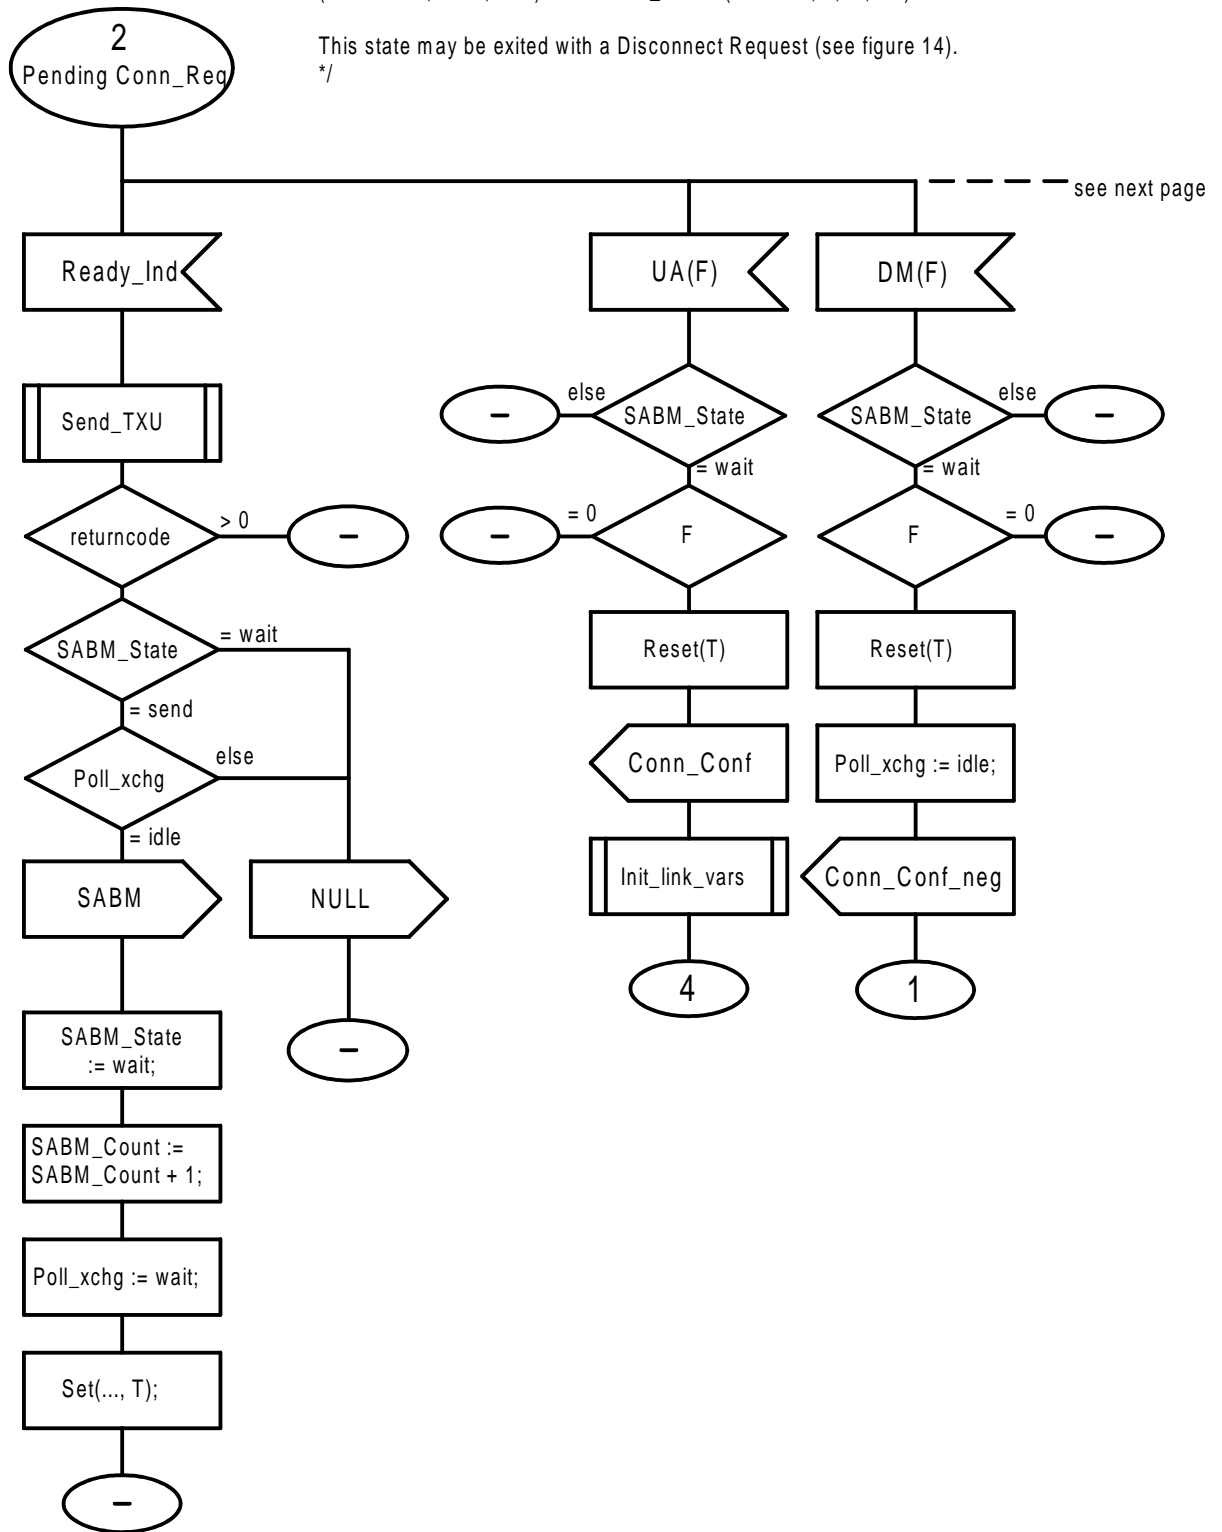 This state may be exited with a Disconnect Request (see figure 14).
*/
2
Pending Conn_Req
see next page
Ready_Ind
UA(F)
DM(F)
Send_TXU
else
SABM_State
= wait
SABM_State
else
= wait
returncode
> 0
–
–
–
= 0
F
F
= 0
–
–
SABM_State
= wait
= send
Reset(T)
Reset(T)
Poll_xchg
else
= idle
Conn_Conf
Poll_xchg := idle;
SABM
NULL
Init_link_vars
Conn_Conf_neg
4
1
SABM_State
:= wait;
–
SABM_Count :=
SABM_Count + 1;
Poll_xchg := wait;
Set(..., T);
–